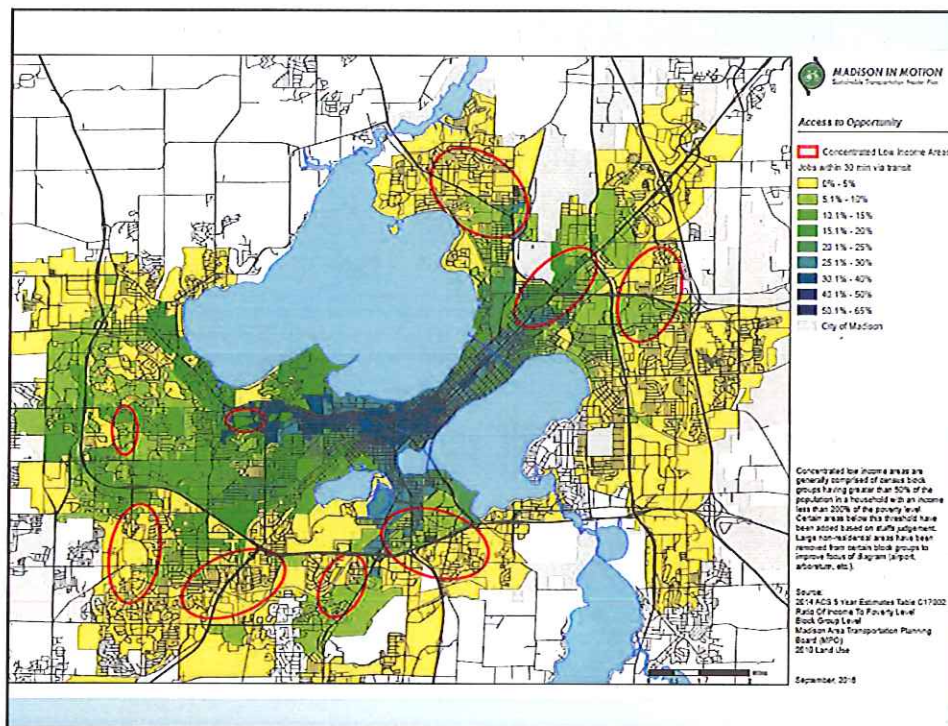 MADISON IN MOTION
Sustainable Transportation Master Plan
Access to Opportunity
Concentrated Low Income Areas
Jobs within 30 min via transit
0% - 5%
5.1% - 10%
10.1% - 15%
15.1% - 20%
20.1% - 25%
25.1% - 30%
30.1% - 40%
40.1% - 50%
50.1% - 65%
City of Madison
Concentrated low income areas are
generally comprised of census block
groups having greater than 50% of the
population in a household with an income
less than 200% of the poverty level.
Certain areas below this threshold have
been added based on staffs judgement.
Large non-residential areas have been
removed from certain block groups to
improve focus of diagram (airport,
arboretum, etc.).
Source:
2014 ACS 5 Year Estimates Table C17002
Ratio Of Income To Poverty Level
Block Group Level
Madison Area Transportation Planning
Board (MPO)
2010 Land Use
September, 2016